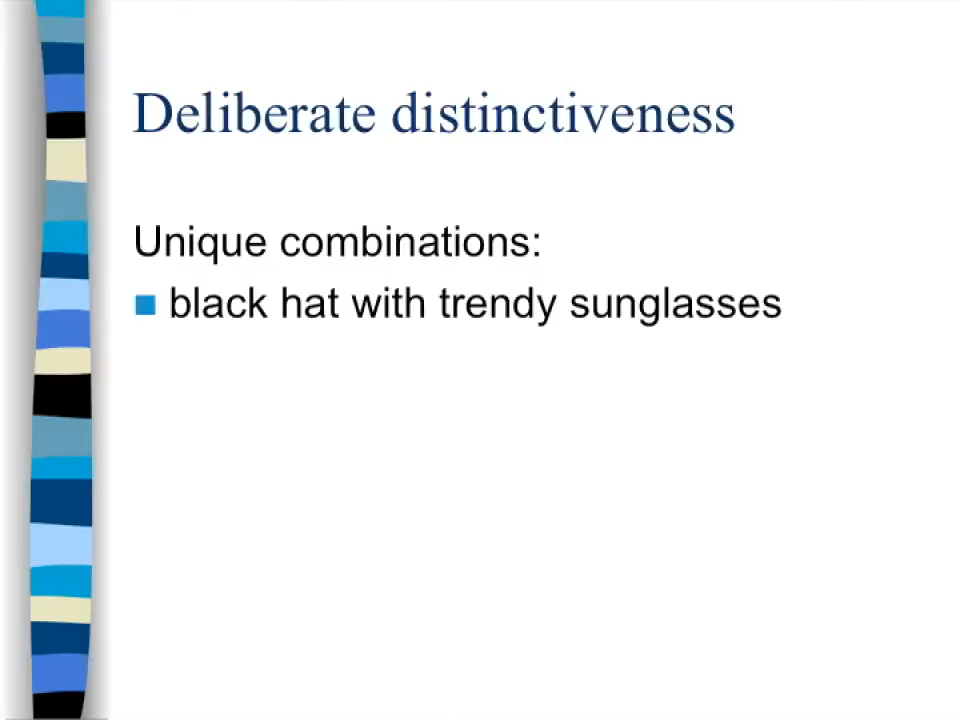 Deliberate distinctiveness
Unique combinations:
black hat with trendy sunglasses